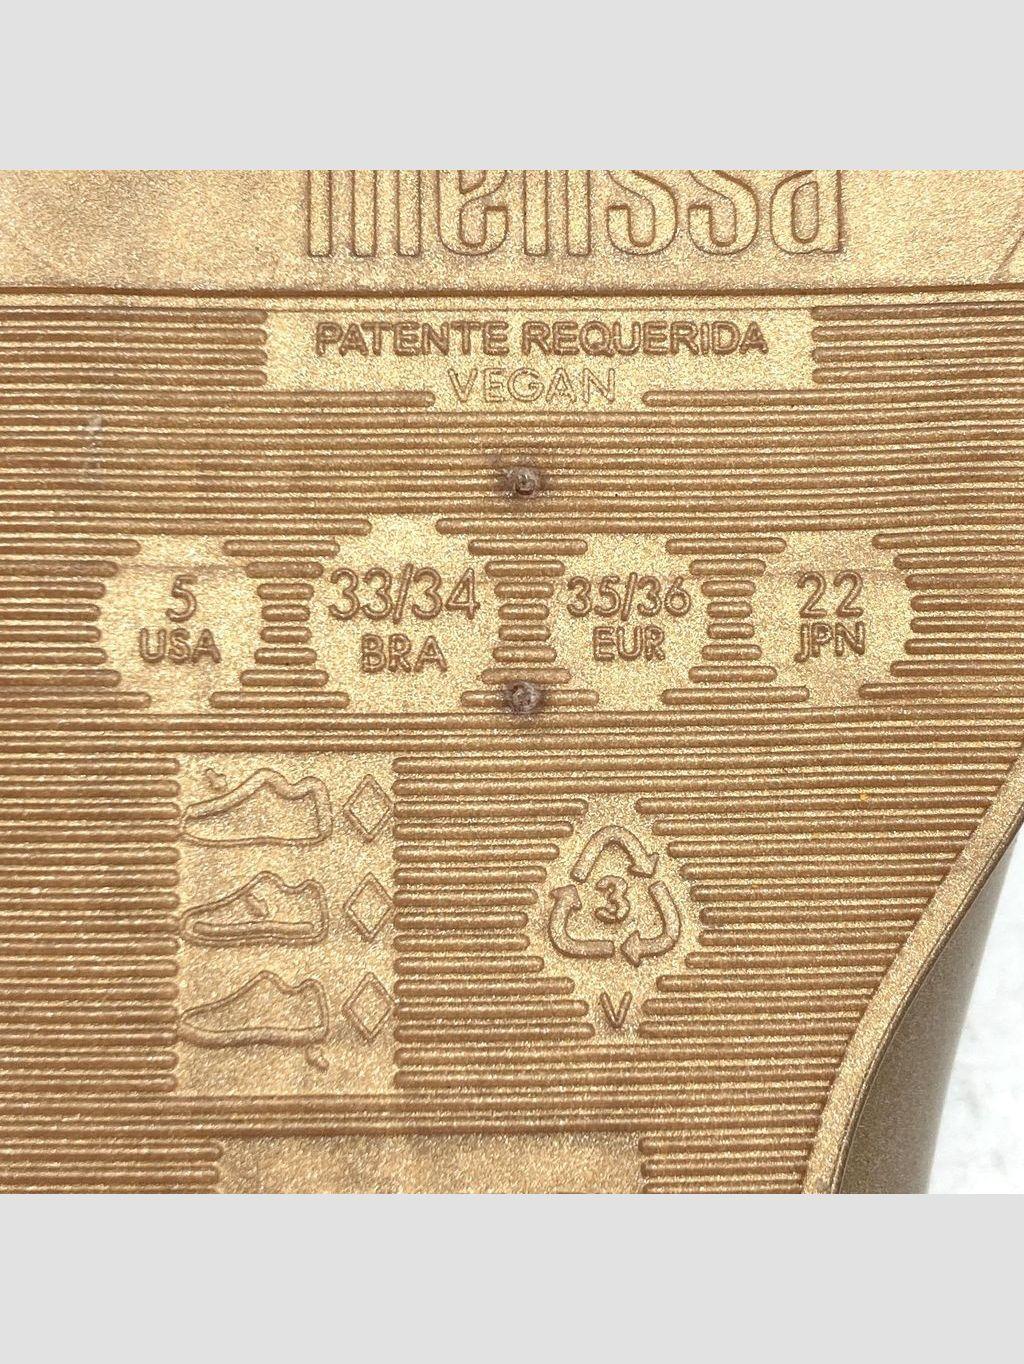 melissa
PATENTE REQUERIDA
VEGAN
5 33/34 35/36 22
USA BRA EUR JPN
3
V